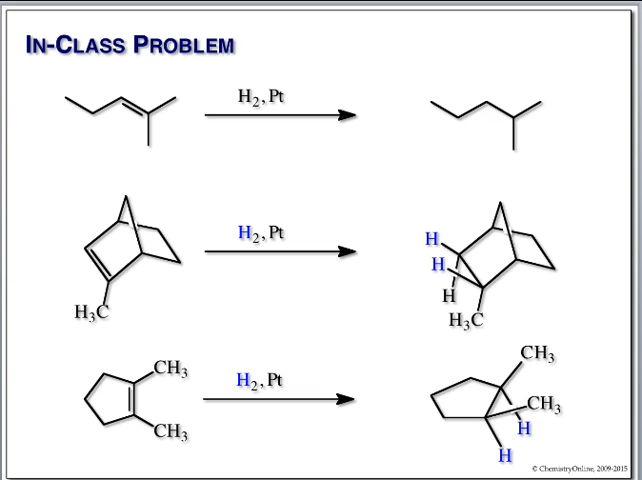 IN-CLASS PROBLEM
H₂, Pt
H₂, Pt
H₃C
H
H
H
H₃C
CH₃
CH₃
H₂, Pt
CH₃
CH₃
H
H
© ChemistryOnline, 2009-2015